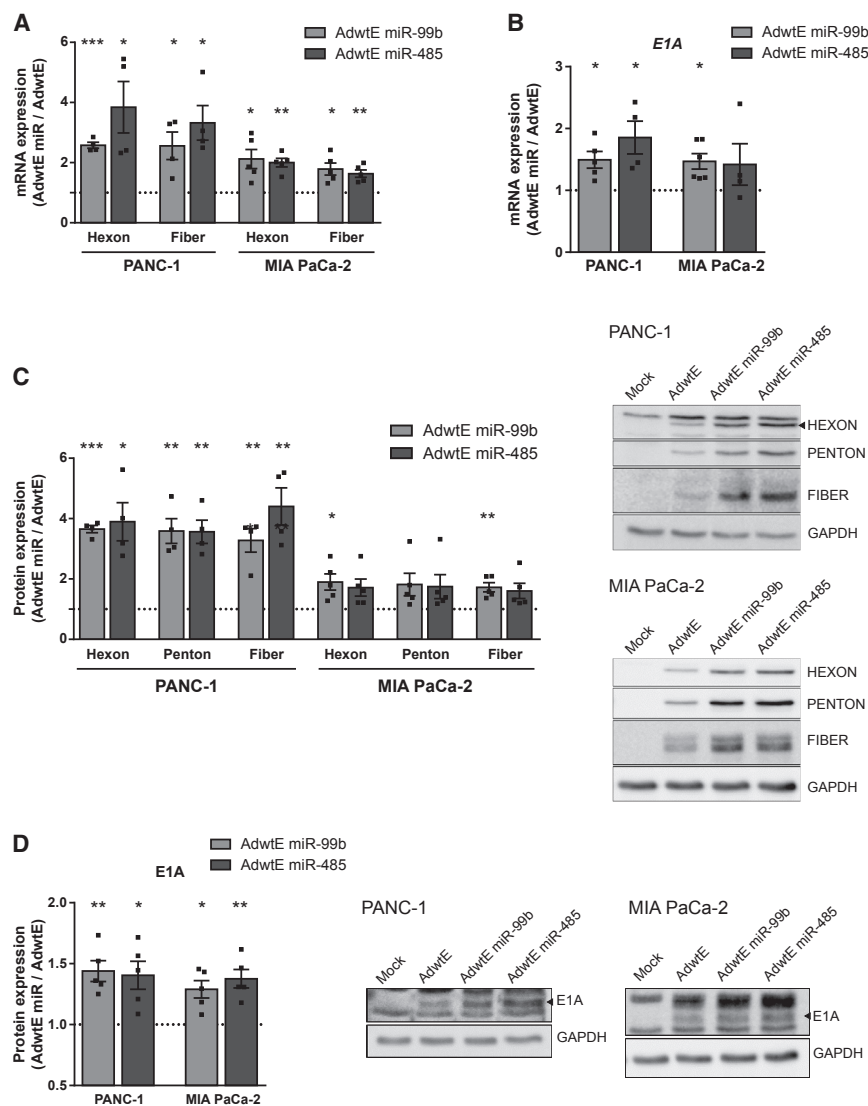 A
AdwtE miR-99b
AdwtE miR-485
mRNA expression
(AdwtE miR / AdwtE)
6
4
2
0
*** * * * * ** * **
Hexon Fiber Hexon Fiber
PANC-1 MIA PaCa-2
B
E1A
AdwtE miR-99b
AdwtE miR-485
mRNA expression
(AdwtE miR / AdwtE)
3
2
1
0
* * *
PANC-1 MIA PaCa-2
C
AdwtE miR-99b
AdwtE miR-485
Protein expression
(AdwtE miR / AdwtE)
6
4
2
0
*** * ** ** ** ** * **
Hexon Penton Fiber Hexon Penton Fiber
PANC-1 MIA PaCa-2
PANC-1
Mock AdwtE AdwtE miR-99b AdwtE miR-485
HEXON
PENTON
FIBER
GAPDH
MIA PaCa-2
Mock AdwtE AdwtE miR-99b AdwtE miR-485
HEXON
PENTON
FIBER
GAPDH
D
E1A
AdwtE miR-99b
AdwtE miR-485
Protein expression
(AdwtE miR / AdwtE)
2.0
1.5
1.0
0.5
** * * **
PANC-1 MIA PaCa-2
PANC-1
Mock AdwtE AdwtE miR-99b AdwtE miR-485
E1A
GAPDH
MIA PaCa-2
Mock AdwtE AdwtE miR-99b AdwtE miR-485
E1A
GAPDH